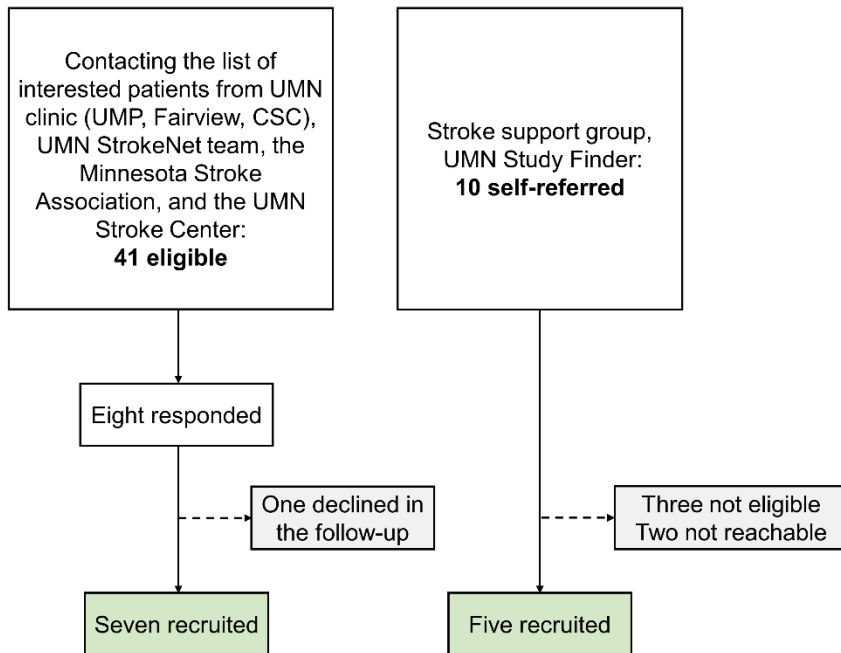 Contacting the list of
interested patients from UMN
clinic (UMP, Fairview, CSC),
UMN StrokeNet team, the
Minnesota Stroke
Association, and the UMN
Stroke Center:
41 eligible
Stroke support group,
UMN Study Finder:
10 self-referred
Eight responded
One declined in
the follow-up
Three not eligible
Two not reachable
Seven recruited
Five recruited